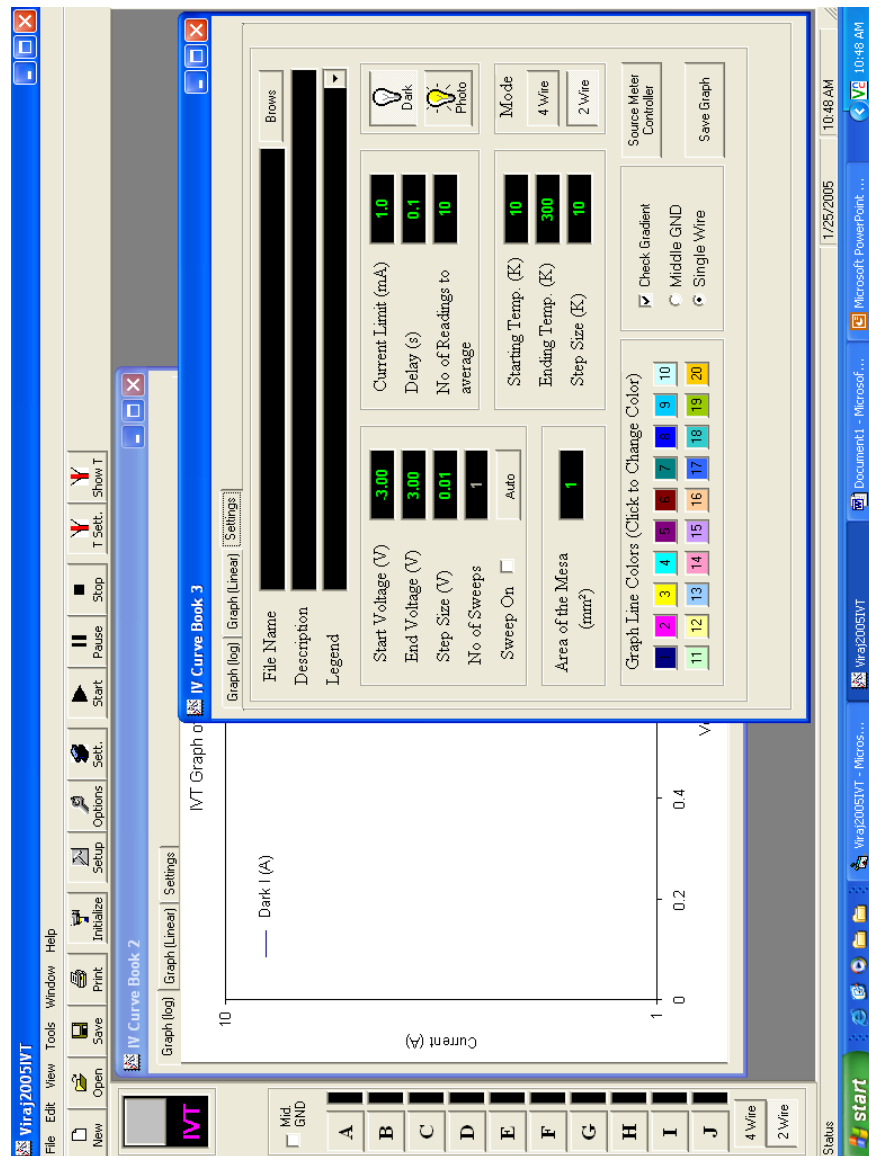 Viraj2005IVT
File Edit View Tools Window Help
New Open Save Print Initialize Setup Options Sett. Start Pause Stop T Sett. Show T
IVT
Mid. GND
A
B
C
D
E
F
G
H
I
J
4 Wire
2 Wire
IV Curve Book 2
Graph (log) Graph (Linear) Settings
IVT Graph of
Dark I (A)
10
Current (A)
1
0 0.2 0.4
IV Curve Book 3
Graph (log) Graph (Linear) Settings
File Name Brows
Description
Legend
Start Voltage (V) -3.00
End Voltage (V) 3.00
Step Size (V) 0.01
No of Sweeps 1
Sweep On Auto
Current Limit (mA) 1.0
Delay (s) 0.1
No of Readings to average 10
Dark
Photo
Area of the Mesa (mm²) 1
Starting Temp. (K) 10
Ending Temp. (K) 300
Step Size (K) 10
Mode
4 Wire
2 Wire
Graph Line Colors (Click to Change Color)
1 2 3 4 5 6 7 8 9 10
11 12 13 14 15 16 17 18 19 20
Check Gradient
Middle GND
Single Wire
Source Meter Controller
Save Graph
Status 1/25/2005 10:48 AM
start Viraj2005IVT - Micros... Viraj2005IVT Document1 - Microsof... Microsoft PowerPoint ... 10:48 AM